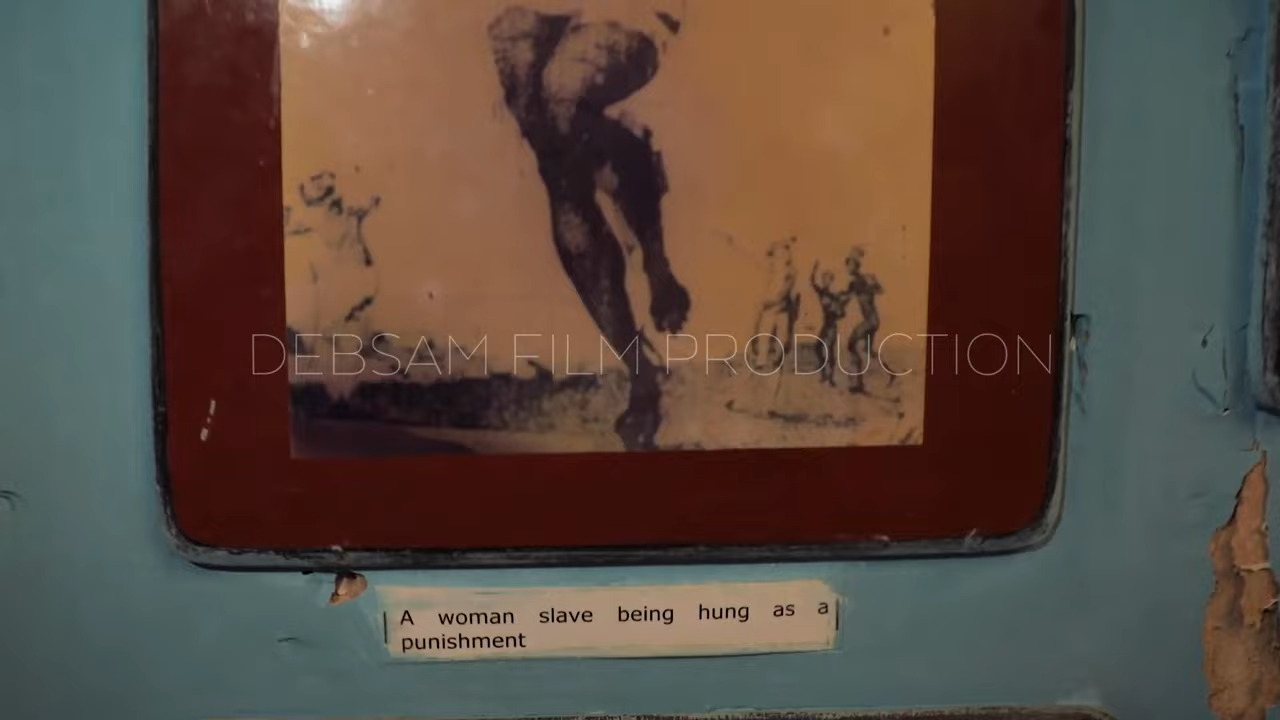 DEBSAM FILM PRODUCTION
A woman slave being hung as a
punishment